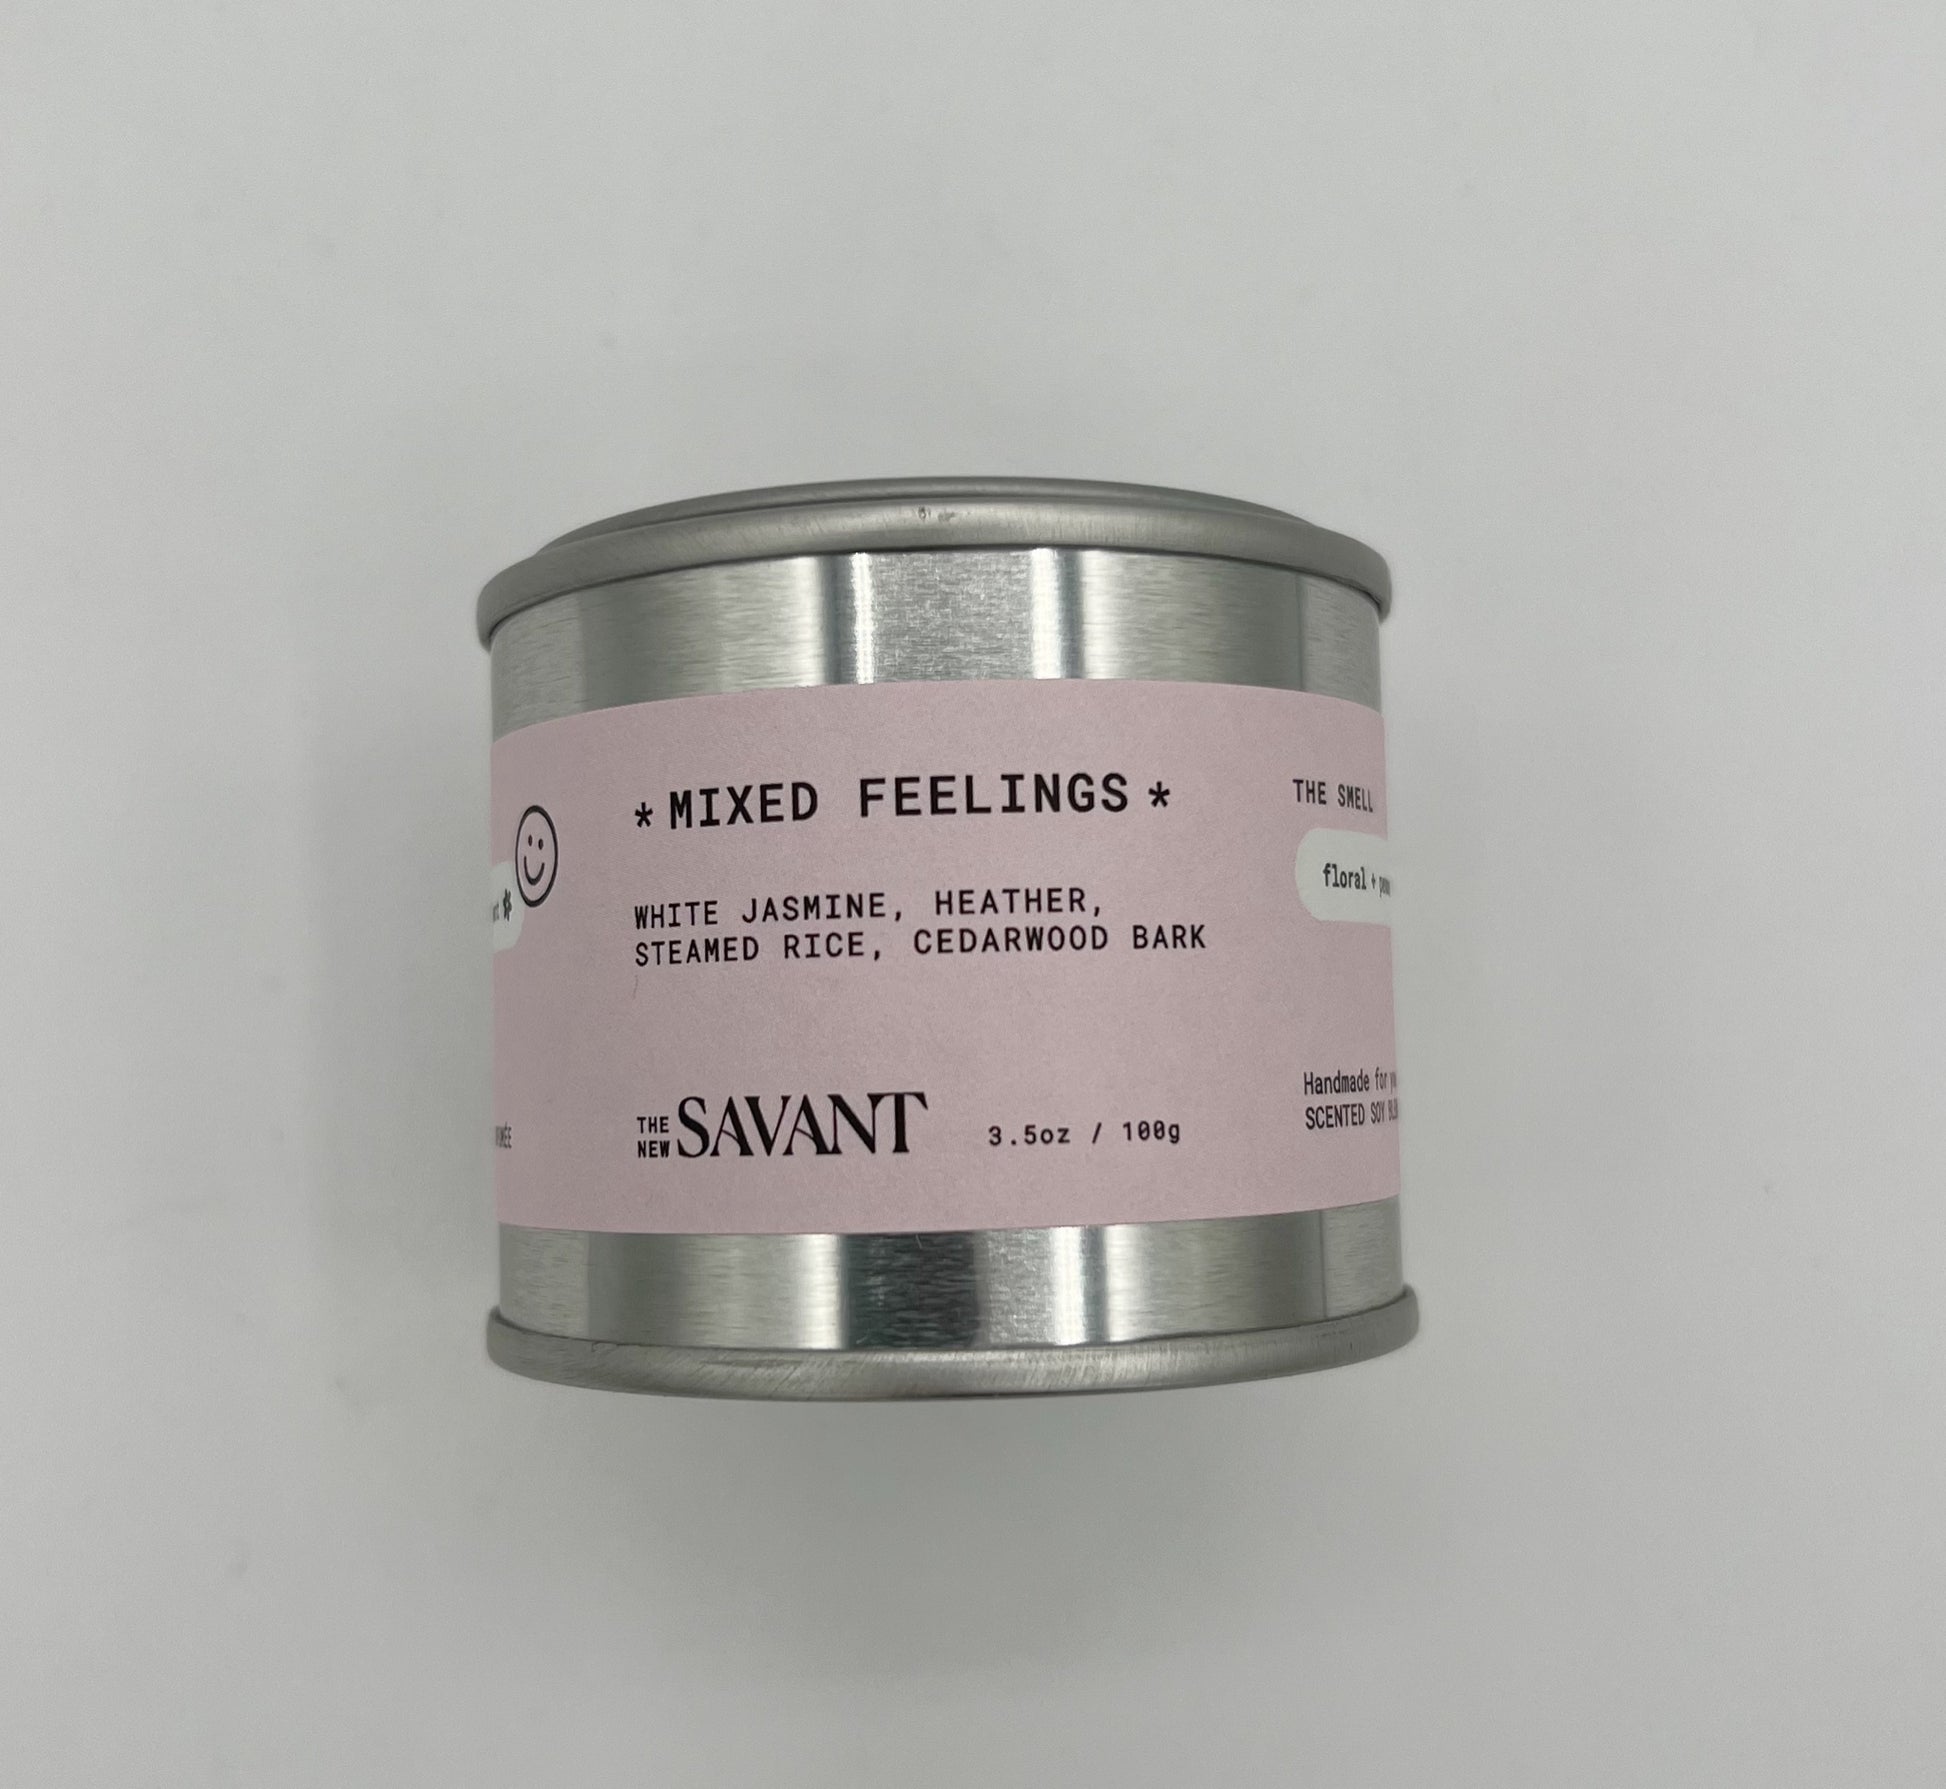 *MIXED FEELINGS*
WHITE JASMINE, HEATHER,
STEAMED RICE, CEDARWOOD BARK
THE NEW SAVANT
3.5oz / 100g
THE SMELL
floral +
Handmade for
SCENTED SOY